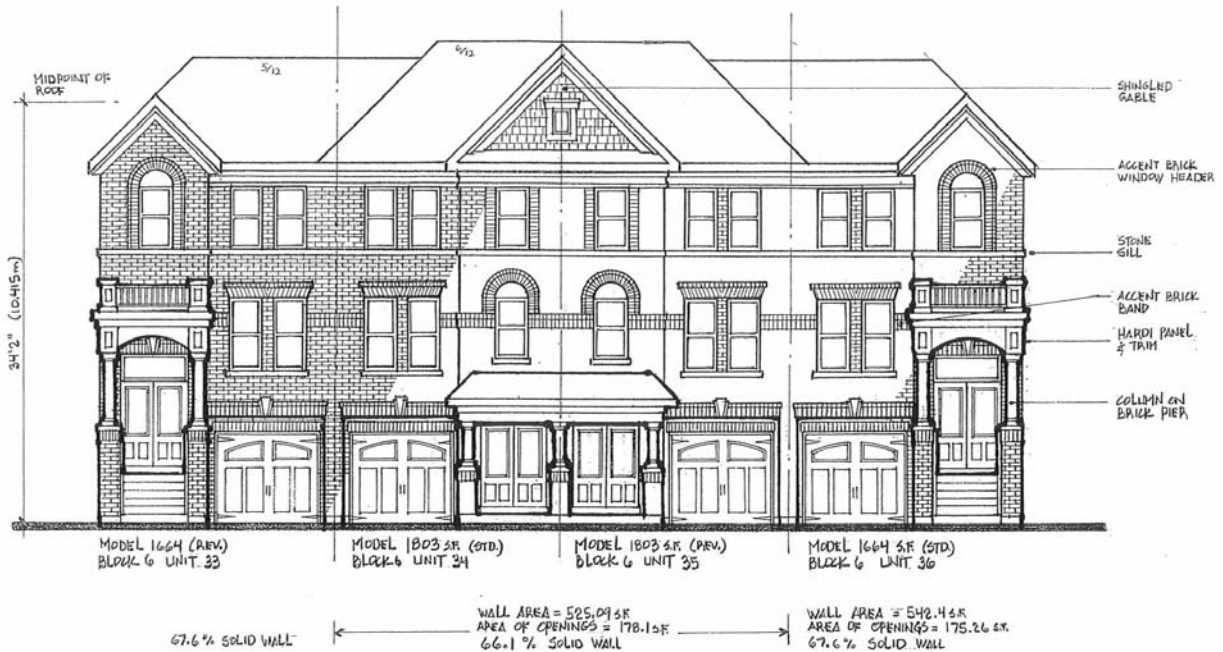 MIDPOINT OF
ROOF
5/12
6/12
34'2" (10.415m)
SHINGLED
GABLE
ACCENT BRICK
WINDOW HEADER
STONE
SILL
ACCENT BRICK
BAND
HARDI PANEL
& TRIM
COLUMN ON
BRICK PIER
MODEL 1664 (REV.)
BLOCK 6 UNIT 33
MODEL 1803 S.F. (STD.)
BLOCK 6 UNIT 34
MODEL 1803 S.F. (REV.)
BLOCK 6 UNIT 35
MODEL 1664 S.F. (STD.)
BLOCK 6 UNIT 36
67.6% SOLID WALL
WALL AREA = 525.09 S.F.
AREA OF OPENINGS = 178.1 S.F.
66.1 % SOLID WALL
WALL AREA = 542.4 S.F.
AREA OF OPENINGS = 175.26 S.F.
67.6% SOLID WALL